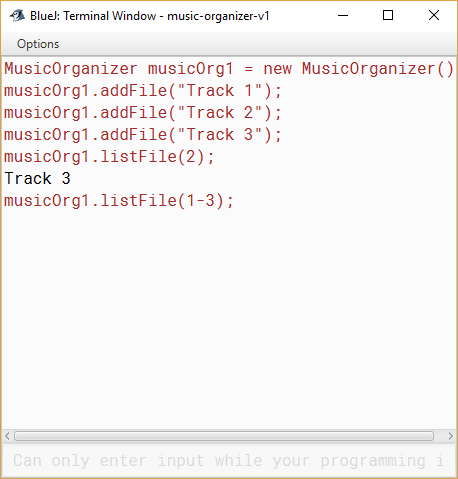 BlueJ: Terminal Window - music-organizer-v1
Options
MusicOrganizer musicOrg1 = new MusicOrganizer()
musicOrg1.addFile("Track 1");
musicOrg1.addFile("Track 2");
musicOrg1.addFile("Track 3");
musicOrg1.listFile(2);
Track 3
musicOrg1.listFile(1-3);
Can only enter input while your programming i